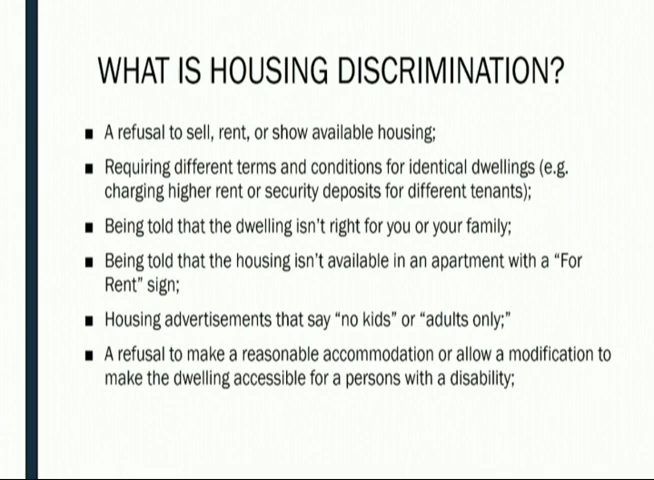 WHAT IS HOUSING DISCRIMINATION?
■ A refusal to sell, rent, or show available housing;
■ Requiring different terms and conditions for identical dwellings (e.g.
charging higher rent or security deposits for different tenants);
■ Being told that the dwelling isn't right for you or your family;
■ Being told that the housing isn't available in an apartment with a “For
Rent” sign;
■ Housing advertisements that say “no kids” or “adults only;”
■ A refusal to make a reasonable accommodation or allow a modification to
make the dwelling accessible for a persons with a disability;